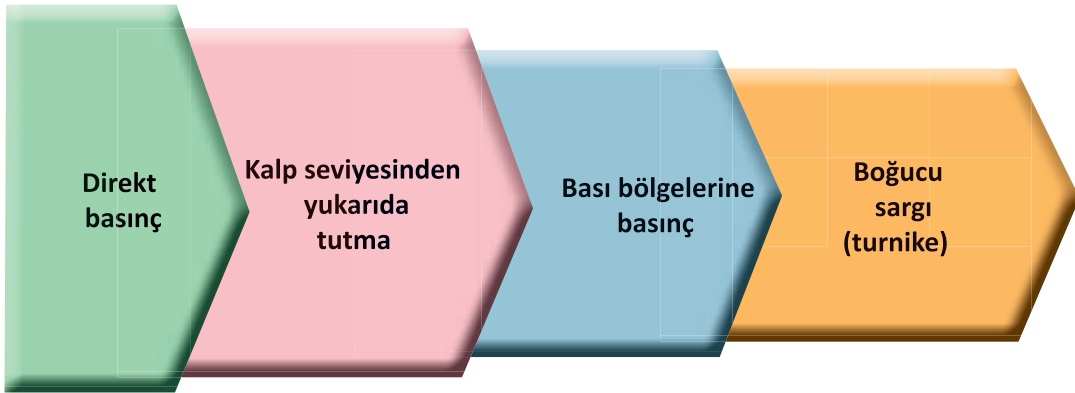 Direkt
basınç
Kalp seviyesinden
yukarıda
tutma
Bası bölgelerine
basınç
Boğucu
sargı
(turnike)